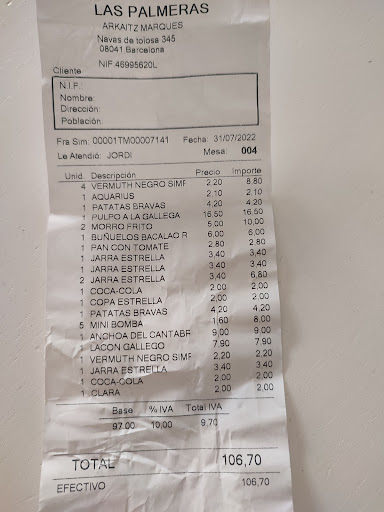 LAS PALMERAS
ARKAITZ MARQUES
Navas de tolosa 345
08041 Barcelona
NIF:46995620L
Cliente
N.I.F.:
Nombre:
Dirección:
Población:
Fra Sim: 00001TM00007141 Fecha: 31/07/2022
Le Atendió: JORDI Mesa: 004
Unid. Descripción Precio Importe
4 VERMUTH NEGRO SIMF 2,20 8,80
1 AQUARIUS 2,10 2,10
1 PATATAS BRAVAS 4,20 4,20
1 PULPO A LA GALLEGA 16,50 16,50
2 MORRO FRITO 5,00 10,00
1 BUÑUELOS BACALAO R 6,00 6,00
1 PAN CON TOMATE 2,80 2,80
1 JARRA ESTRELLA 3,40 3,40
1 JARRA ESTRELLA 3,40 3,40
2 JARRA ESTRELLA 3,40 6,80
1 COCA-COLA 2,00 2,00
1 COPA ESTRELLA 2,00 2,00
1 PATATAS BRAVAS 4,20 4,20
5 MINI BOMBA 1,60 8,00
1 ANCHOA DEL CANTABR 9,00 9,00
1 LACON GALLEGO 7,90 7,90
1 VERMUTH NEGRO SIMF 2,20 2,20
1 JARRA ESTRELLA 3,40 3,40
1 COCA-COLA 2,00 2,00
1 CLARA 2,00 2,00
Base % IVA Total IVA
97,00 10,00 9,70
TOTAL 106,70
EFECTIVO 106,70